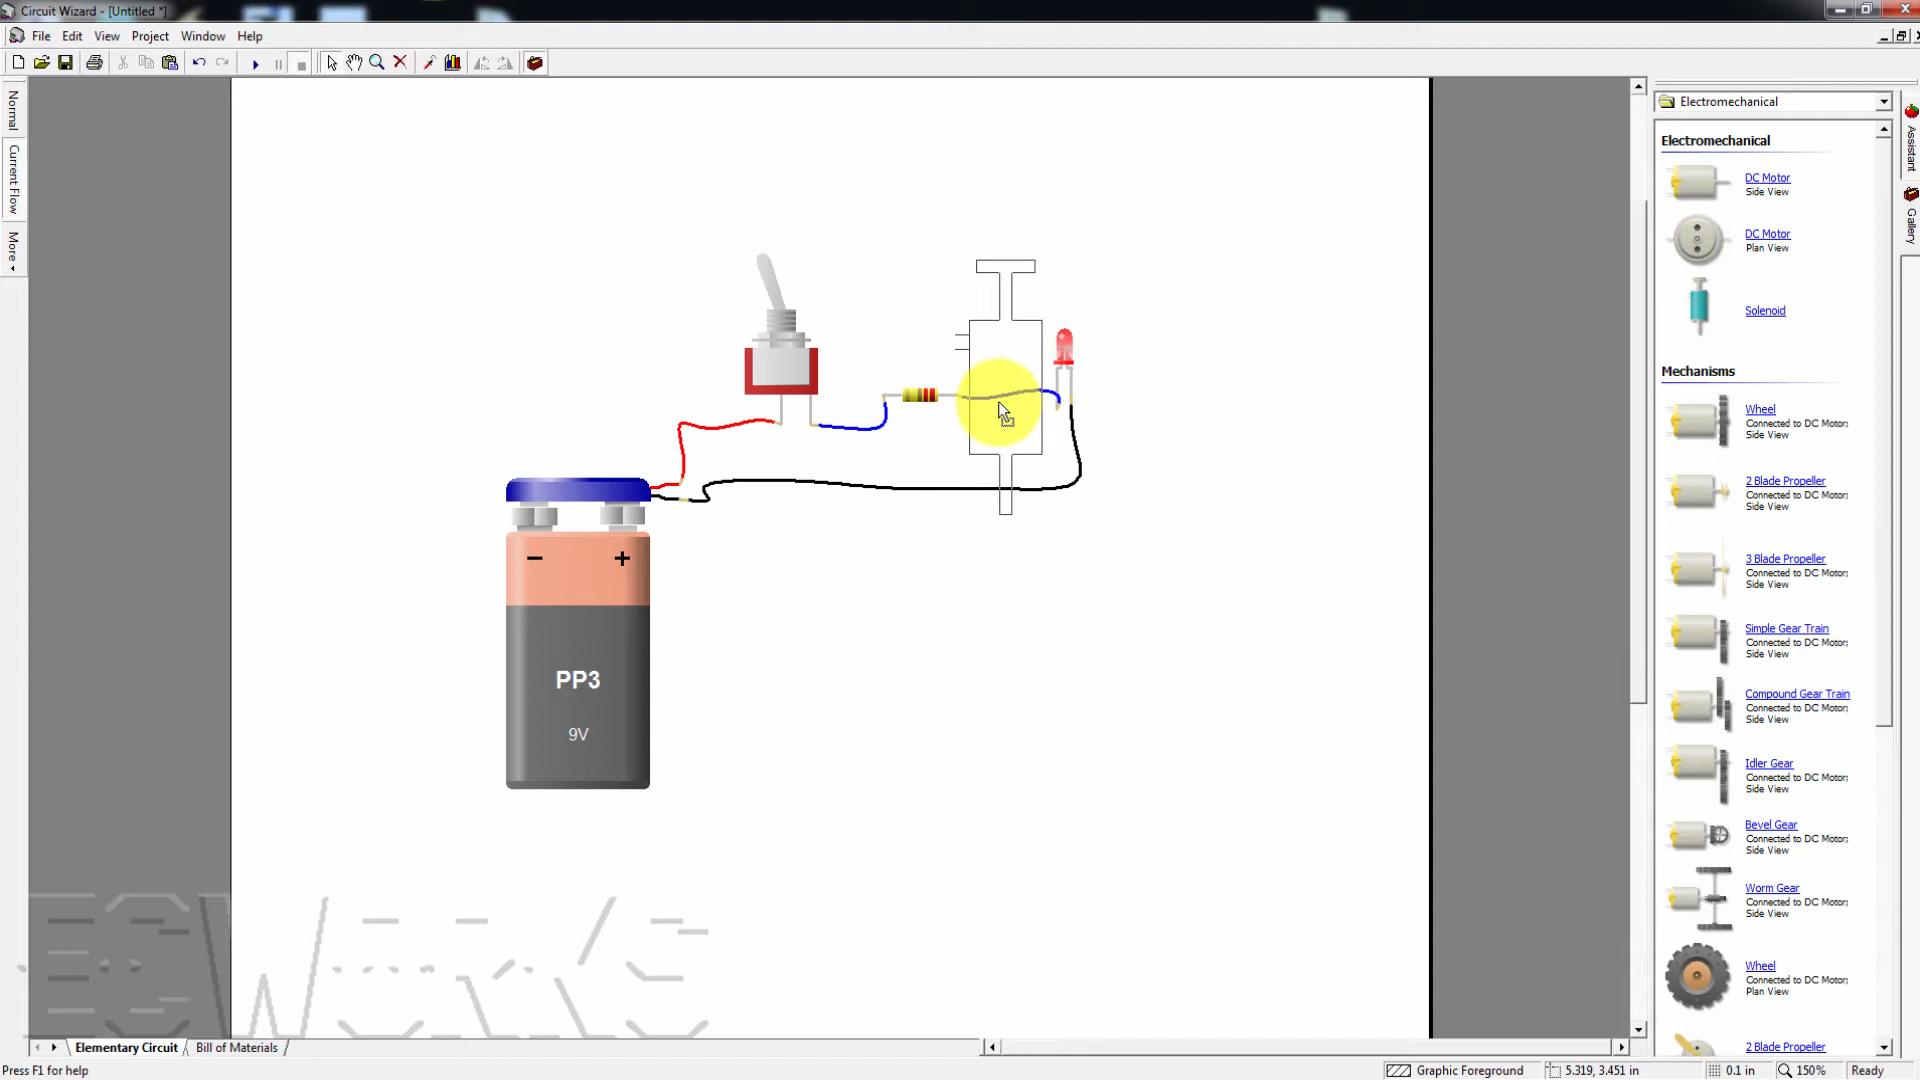 Circuit Wizard - [Untitled *]
File Edit View Project Window Help
Normal
Current Flow
More
Electromechanical
Assistant
Gallery
Electromechanical
DC Motor
Side View
DC Motor
Plan View
Solenoid
Mechanisms
Wheel
Connected to DC Motor;
Side View
2 Blade Propeller
Connected to DC Motor;
Side View
3 Blade Propeller
Connected to DC Motor;
Side View
Simple Gear Train
Connected to DC Motor;
Side View
Compound Gear Train
Connected to DC Motor;
Side View
Idler Gear
Connected to DC Motor;
Side View
Bevel Gear
Connected to DC Motor;
Side View
Worm Gear
Connected to DC Motor;
Side View
Wheel
Connected to DC Motor;
Plan View
2 Blade Propeller
− +
PP3
9V
Elementary Circuit Bill of Materials
Press F1 for help
Graphic Foreground 5.319, 3.451 in 0.1 in 150% Ready